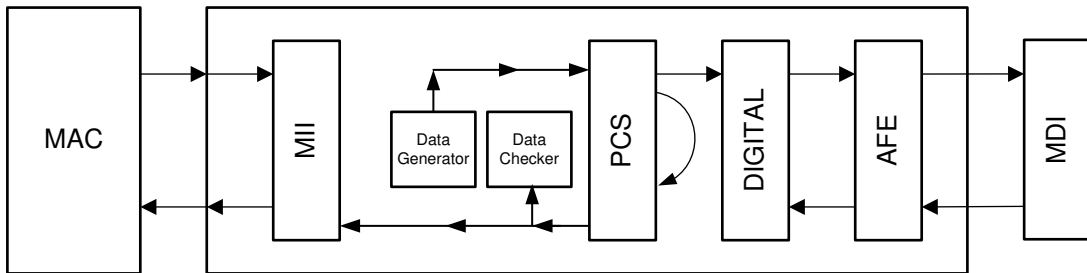 MAC
MII
Data
Generator
Data
Checker
PCS
DIGITAL
AFE
MDI